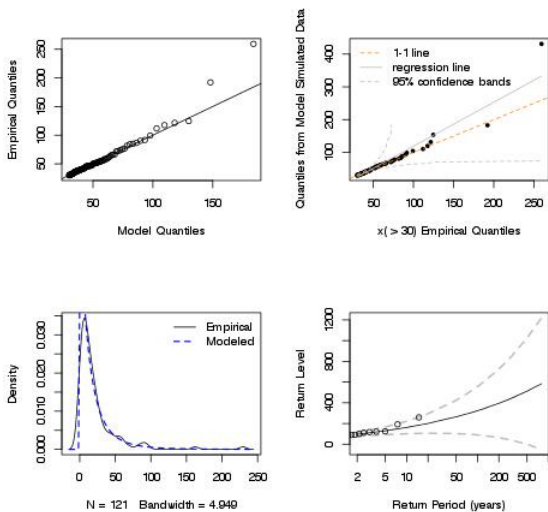 Empirical Quantiles
50 100 150 200 250
50 100 150
Model Quantiles
Quantiles from Model Simulated Data
100 200 300 400
1-1 line
regression line
95% confidence bands
50 100 150 200 250
x( > 30) Empirical Quantiles
Density
0.000 0.010 0.020 0.030
Empirical
Modeled
0 50 100 150 200 250
N = 121 Bandwidth = 4.949
Return Level
0 400 800 1200
2 5 10 50 100 500
Return Period (years)